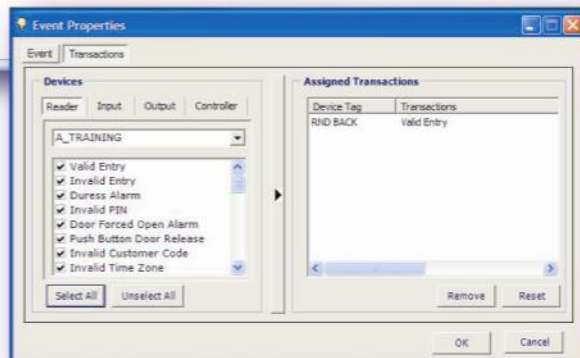 Event Properties
Event Transactions
Devices
Reader Input Output Controller
A_TRAINING
Valid Entry
Invalid Entry
Duress Alarm
Invalid PIN
Door Forced Open Alarm
Push Button Door Release
Invalid Customer Code
Invalid Time Zone
Select All Unselect All
Assigned Transactions
Device Tag Transactions
RND BACK Valid Entry
Remove Reset
OK Cancel